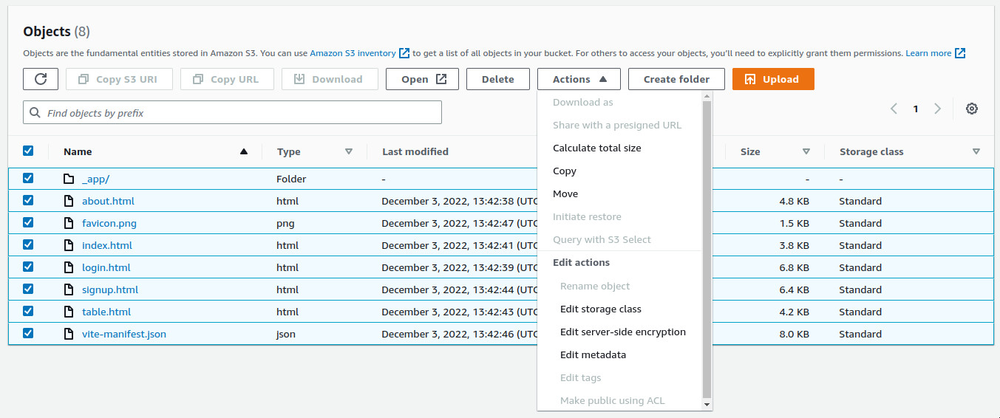 Objects (8)
Objects are the fundamental entities stored in Amazon S3. You can use Amazon S3 inventory to get a list of all objects in your bucket. For others to access your objects, you’ll need to explicitly grant them permissions. Learn more
Copy S3 URI Copy URL Download Open Delete Actions Create folder Upload
Find objects by prefix
1
Name Type Last modified Size Storage class
_app/ Folder - - -
about.html html December 3, 2022, 13:42:38 (UTC 4.8 KB Standard
favicon.png png December 3, 2022, 13:42:47 (UTC 1.5 KB Standard
index.html html December 3, 2022, 13:42:41 (UTC 3.8 KB Standard
login.html html December 3, 2022, 13:42:39 (UTC 6.8 KB Standard
signup.html html December 3, 2022, 13:42:44 (UTC 6.4 KB Standard
table.html html December 3, 2022, 13:42:43 (UTC 4.2 KB Standard
vite-manifest.json json December 3, 2022, 13:42:46 (UTC 8.0 KB Standard
Download as
Share with a presigned URL
Calculate total size
Copy
Move
Initiate restore
Query with S3 Select
Edit actions
Rename object
Edit storage class
Edit server-side encryption
Edit metadata
Edit tags
Make public using ACL